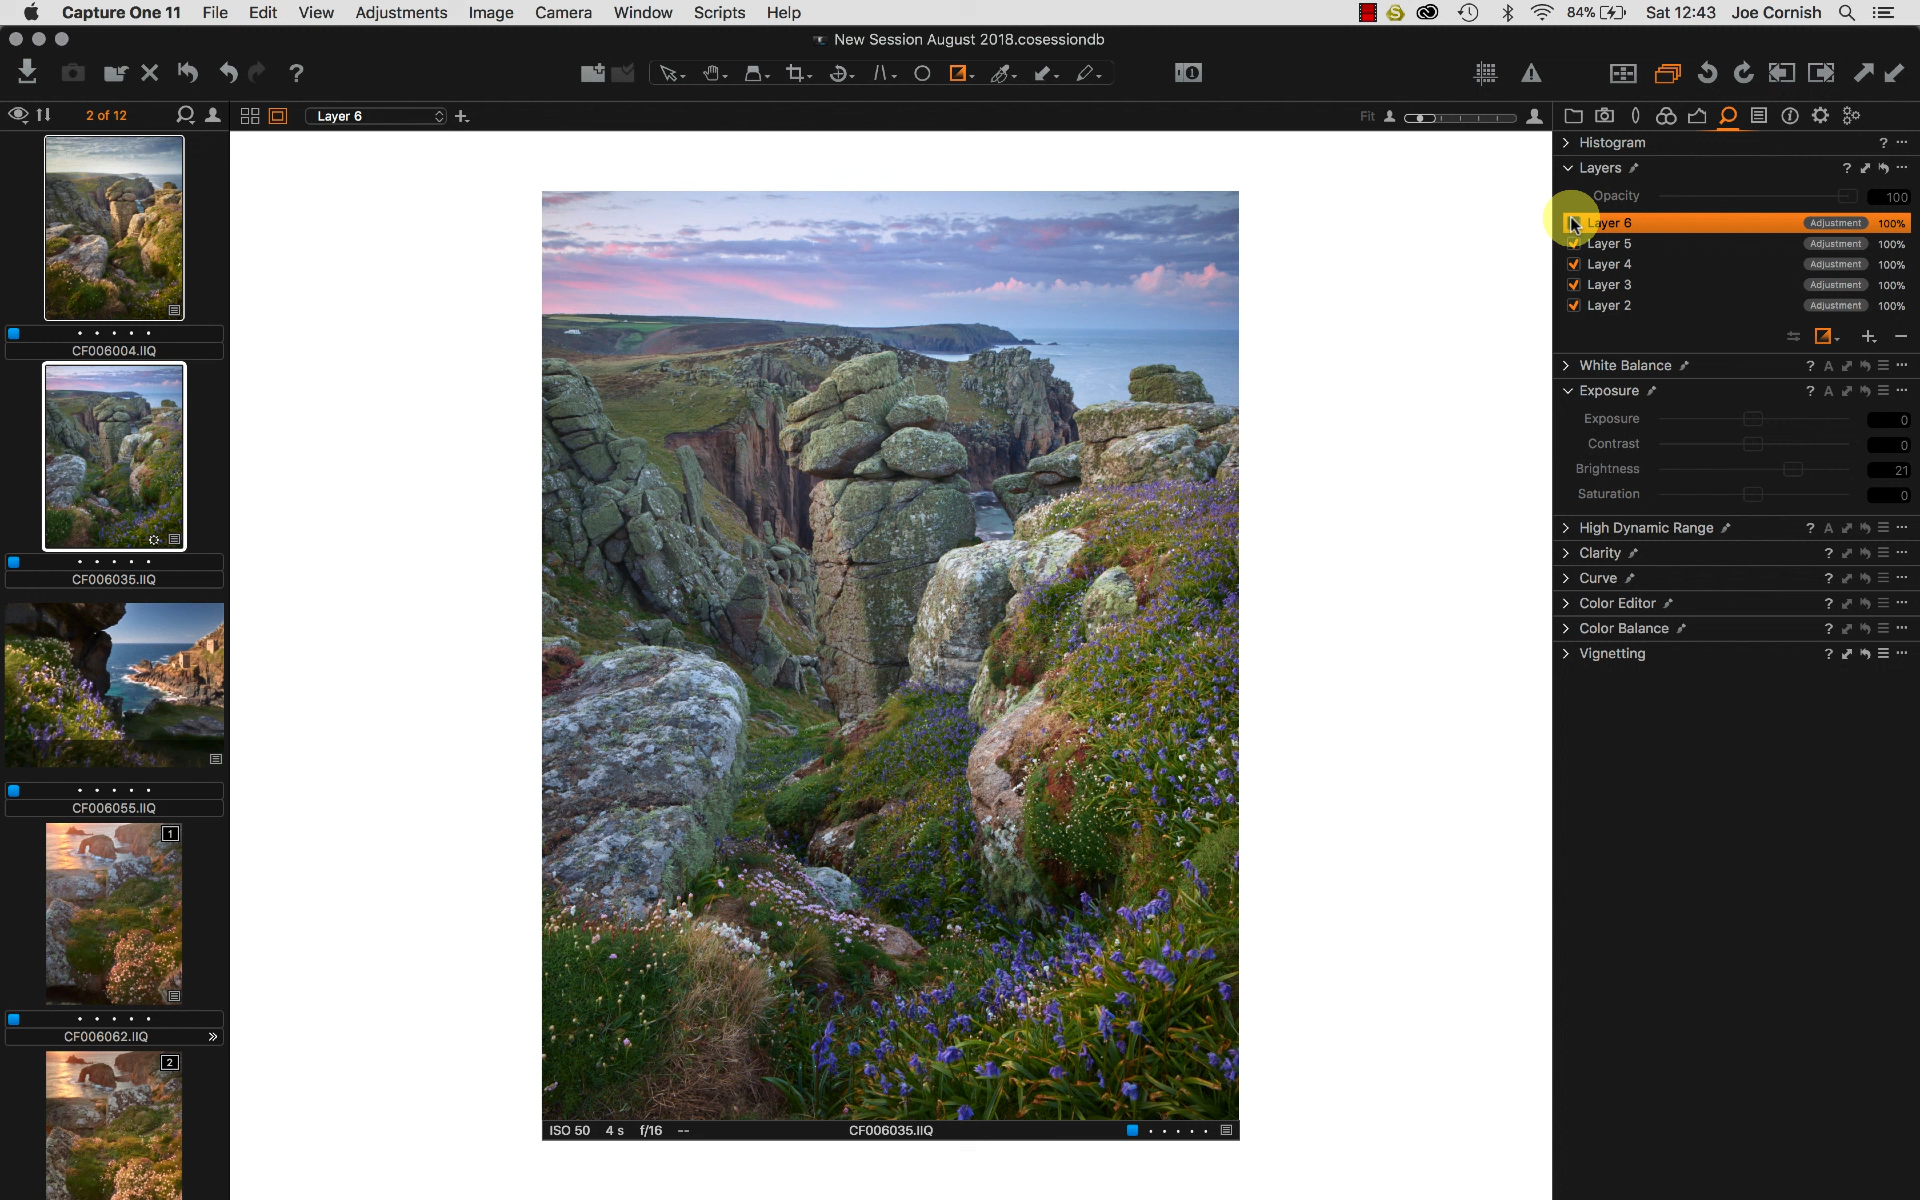 Capture One 11 File Edit View Adjustments Image Camera Window Scripts Help S 84% Sat 12:43 Joe Cornish
New Session August 2018.cosessiondb
? 1
2 of 12 Layer 6 Fit
Histogram ? ...
Layers ? ...
Opacity 100
Layer 6 Adjustment 100%
Layer 5 Adjustment 100%
Layer 4 Adjustment 100%
Layer 3 Adjustment 100%
Layer 2 Adjustment 100%
CF006004.IIQ
White Balance ? A ...
Exposure ? A ...
Exposure 0
Contrast 0
Brightness 21
Saturation 0
High Dynamic Range ? A ...
Clarity ? ...
Curve ? ...
CF006035.IIQ
Color Editor ? ...
Color Balance ? ...
Vignetting ? ...
CF006055.IIQ
1
CF006062.IIQ »
2
ISO 50 4 s f/16 -- CF006035.IIQ